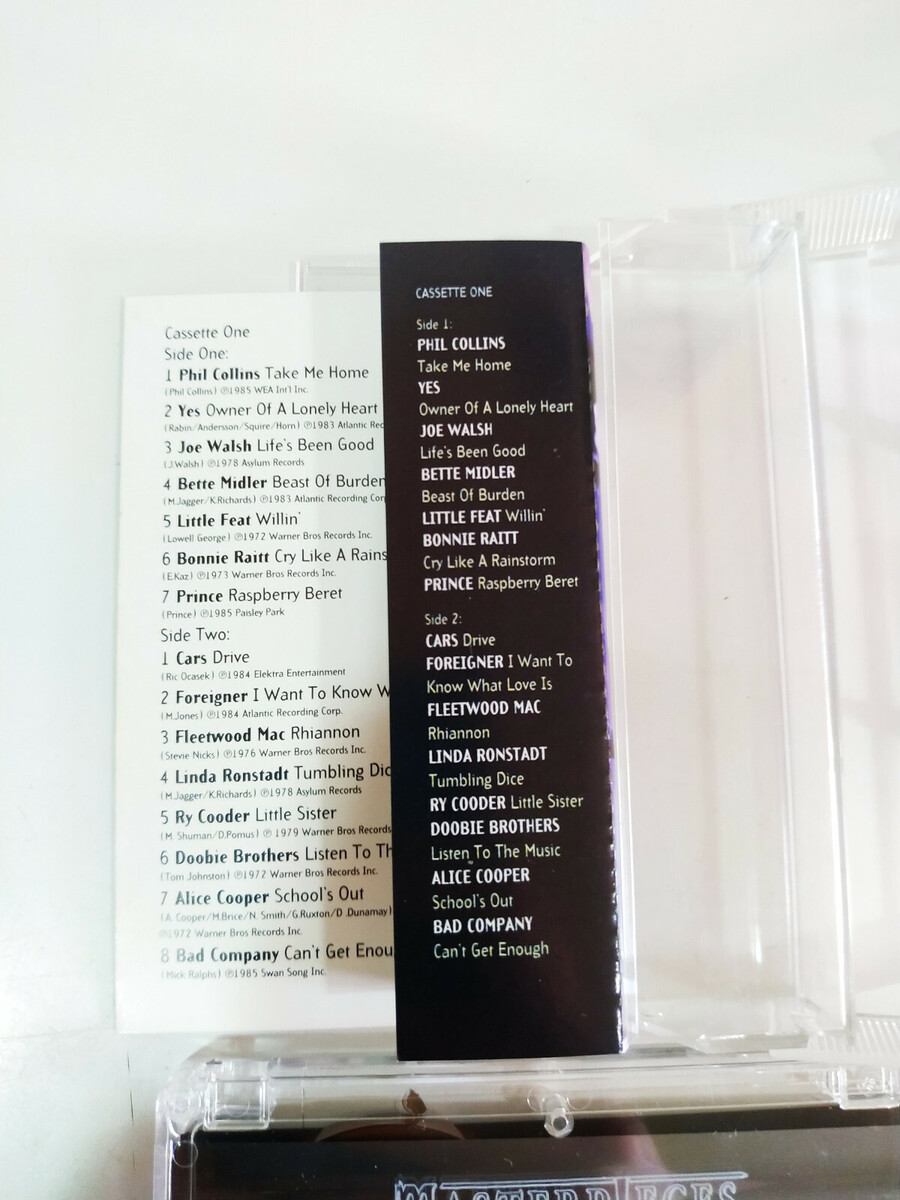 Cassette One
Side One:
1 Phil Collins Take Me Home
(Phil Collins) ℗1985 WEA Int'l Inc.
2 Yes Owner Of A Lonely Heart
(Rabin/Andersson/Squire/Horn) ℗1983 Atlantic Rec
3 Joe Walsh Life's Been Good
(J.Walsh) ℗1978 Asylum Records
4 Bette Midler Beast Of Burden
(M.Jagger/K.Richards) ℗1983 Atlantic Recording Corp
5 Little Feat Willin'
(Lowell George) ℗1972 Warner Bros Records Inc.
6 Bonnie Raitt Cry Like A Rains
(E.Kaz) ℗1973 Warner Bros Records Inc.
7 Prince Raspberry Beret
(Prince) ℗1985 Paisley Park
Side Two:
1 Cars Drive
(Ric Ocasek) ℗1984 Elektra Entertainment
2 Foreigner I Want To Know W
(M.Jones) ℗1984 Atlantic Recording Corp.
3 Fleetwood Mac Rhiannon
(Stevie Nicks) ℗1976 Warner Bros Records Inc.
4 Linda Ronstadt Tumbling Dic
(M.Jagger/K.Richards) ℗1978 Asylum Records
5 Ry Cooder Little Sister
(M. Shuman/D.Pomus) ℗ 1979 Warner Bros Records
6 Doobie Brothers Listen To Th
(Tom Johnston) ℗1972 Warner Bros Records Inc.
7 Alice Cooper School's Out
(A. Cooper/M.Brice/N. Smith/G.Ruxton/D .Dunamay)
℗1972 Warner Bros Records Inc.
8 Bad Company Can't Get Enou
(Mick Ralphs) ℗1985 Swan Song Inc.
CASSETTE ONE
Side 1:
PHIL COLLINS
Take Me Home
YES
Owner Of A Lonely Heart
JOE WALSH
Life's Been Good
BETTE MIDLER
Beast Of Burden
LITTLE FEAT Willin'
BONNIE RAITT
Cry Like A Rainstorm
PRINCE Raspberry Beret
Side 2:
CARS Drive
FOREIGNER I Want To
Know What Love Is
FLEETWOOD MAC
Rhiannon
LINDA RONSTADT
Tumbling Dice
RY COODER Little Sister
DOOBIE BROTHERS
Listen To The Music
ALICE COOPER
School's Out
BAD COMPANY
Can't Get Enough
MASTERPIECES